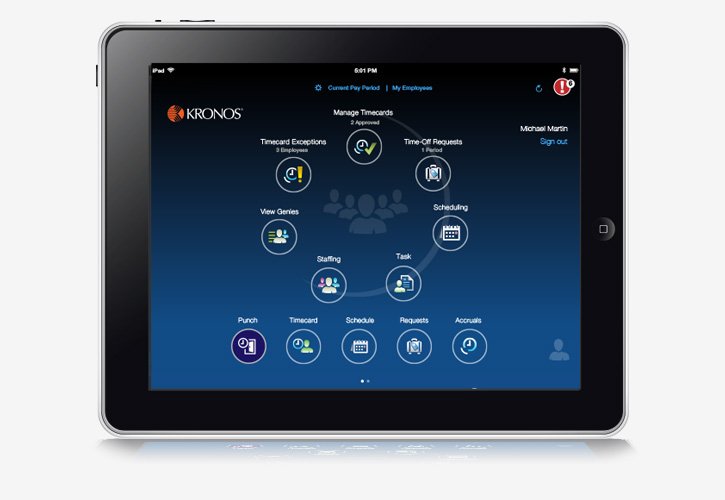 iPad
5:01 PM
Current Pay Period | My Employees
6
KRONOS®
Michael Martin
Sign out
Manage Timecards
2 Approved
Timecard Exceptions
3 Employees
Time-Off Requests
1 Period
View Genies
Scheduling
Staffing
Task
Punch
Timecard
Schedule
Requests
Accruals